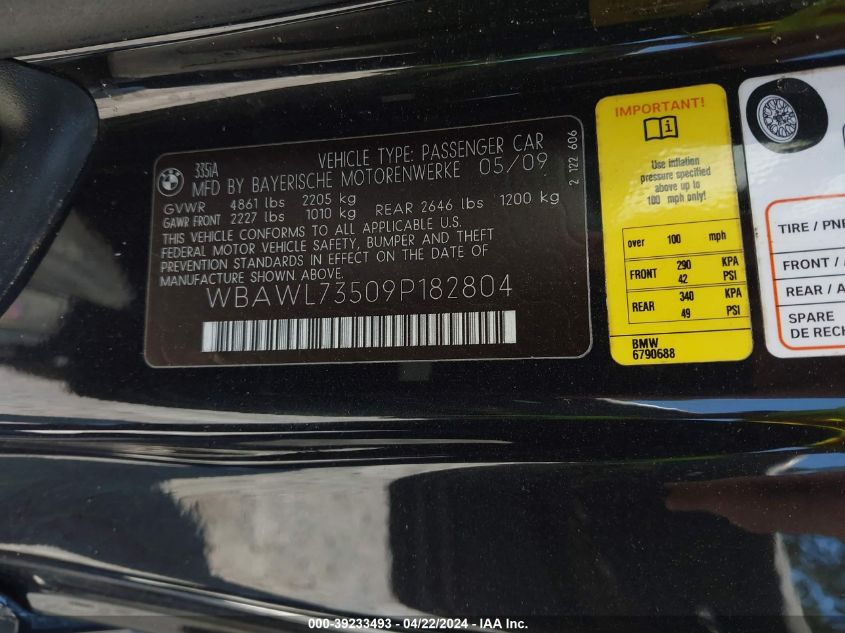 335iA
VEHICLE TYPE: PASSENGER CAR
MFD BY BAYERISCHE MOTORENWERKE 05/09
GVWR 4861 lbs 2205 kg
GAWR FRONT 2227 lbs 1010 kg REAR 2646 lbs 1200 kg
THIS VEHICLE CONFORMS TO ALL APPLICABLE U.S.
FEDERAL MOTOR VEHICLE SAFETY, BUMPER AND THEFT
PREVENTION STANDARDS IN EFFECT ON THE DATE OF
MANUFACTURE SHOWN ABOVE.
WBAWL73509P182804
2 122 606
IMPORTANT!
Use inflation
pressure specified
above up to
100 mph only!
over 100 mph
FRONT 290 KPA
42 PSI
REAR 340 KPA
49 PSI
BMW
6790688
TIRE / PNE
FRONT / A
REAR / A
SPARE
DE RECH
000-39233493 - 04/22/2024 - IAA Inc.